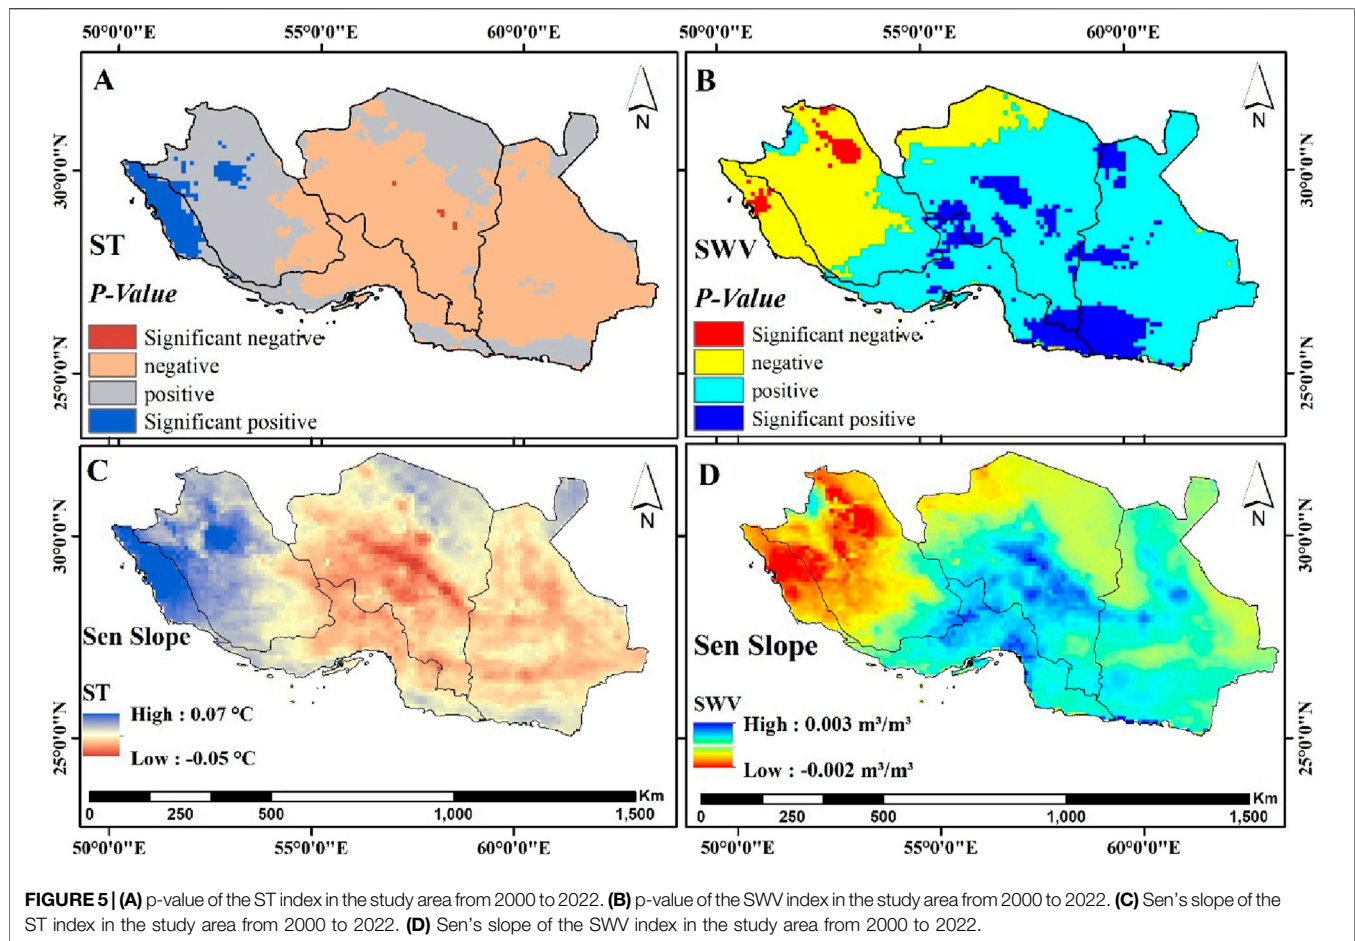 50°0'0"E 55°0'0"E 60°0'0"E 50°0'0"E 55°0'0"E 60°0'0"E
A
N
30°0'0"N
25°0'0"N
ST
P-Value
Significant negative
negative
positive
Significant positive
B
N
30°0'0"N
25°0'0"N
SWV
P-Value
Significant negative
negative
positive
Significant positive
C
N
30°0'0"N
25°0'0"N
Sen Slope
ST
High : 0.07 °C
Low : -0.05 °C
0 250 500 1,000 1,500 Km
D
N
30°0'0"N
25°0'0"N
Sen Slope
SWV
High : 0.003 m³/m³
Low : -0.002 m³/m³
0 250 500 1,000 1,500 Km
50°0'0"E 55°0'0"E 60°0'0"E 50°0'0"E 55°0'0"E 60°0'0"E
FIGURE 5 | (A) p-value of the ST index in the study area from 2000 to 2022. (B) p-value of the SWV index in the study area from 2000 to 2022. (C) Sen's slope of the
ST index in the study area from 2000 to 2022. (D) Sen's slope of the SWV index in the study area from 2000 to 2022.